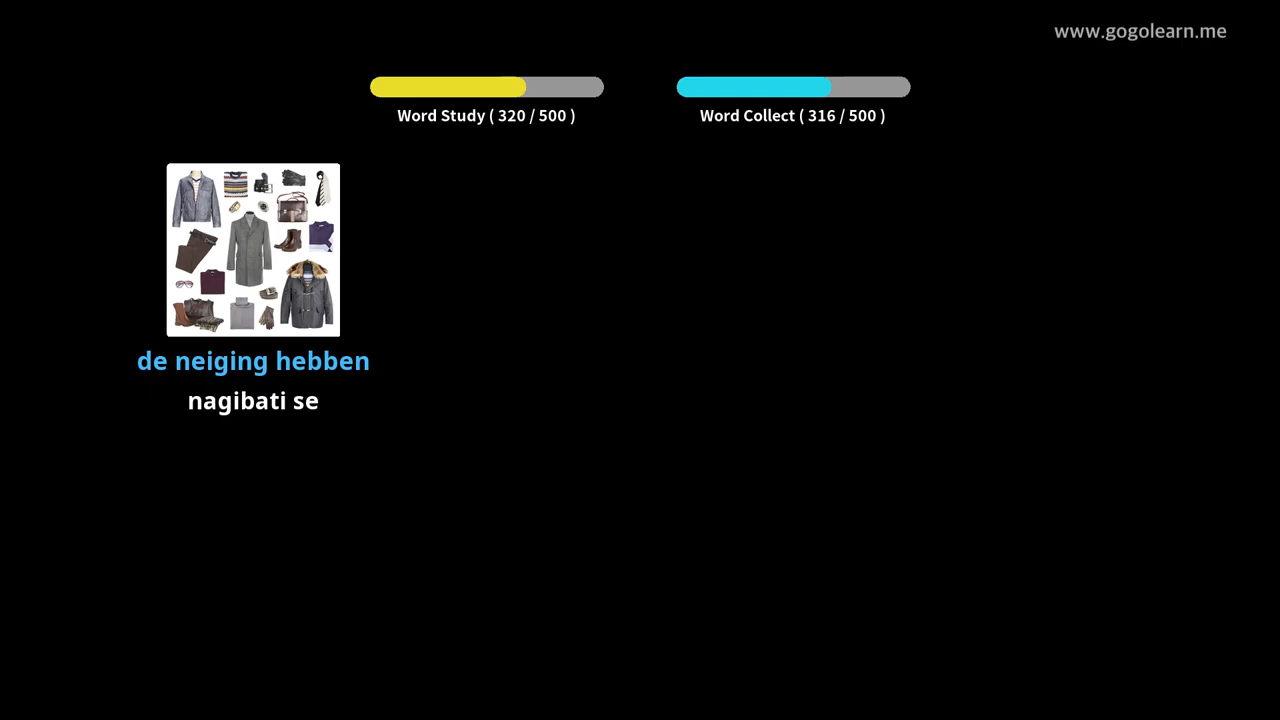 www.gogolearn.me
Word Study ( 320 / 500 )
Word Collect ( 316 / 500 )
de neiging hebben
nagibati se